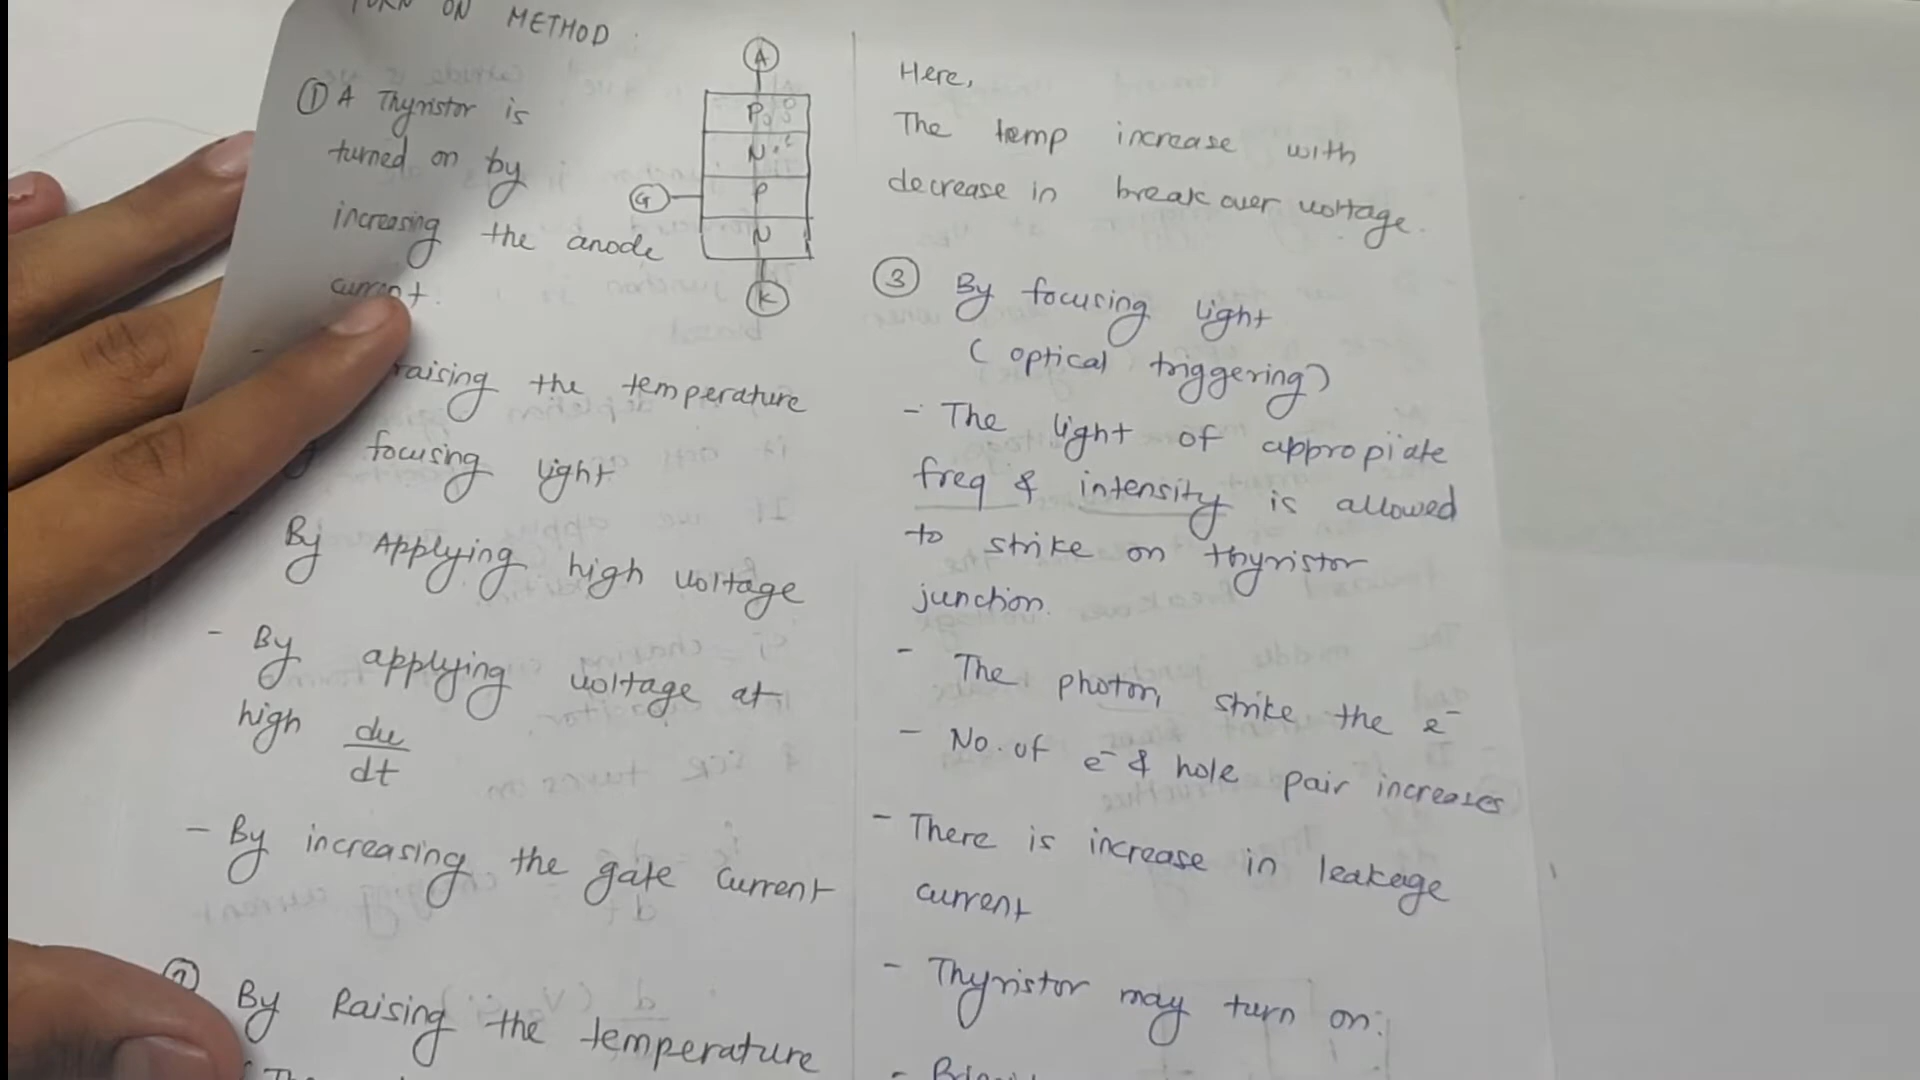 TURN ON METHOD
① A Thyristor is
turned on by
increasing the anode
current.
A
P
N
P
N
G
K
raising the temperature
focusing light
By Applying high voltage
- By applying voltage at
high dv/dt
- By increasing the gate current
② By Raising the temperature
Here,
The temp increase with
decrease in break over voltage.
③ By focusing light
( optical triggering)
- The light of appropiate
freq & intensity is allowed
to strike on thyristor
junction.
- The photon strike the e⁻
- No. of e⁻ & hole pair increases
- There is increase in leakage
current
- Thyristor may turn on.